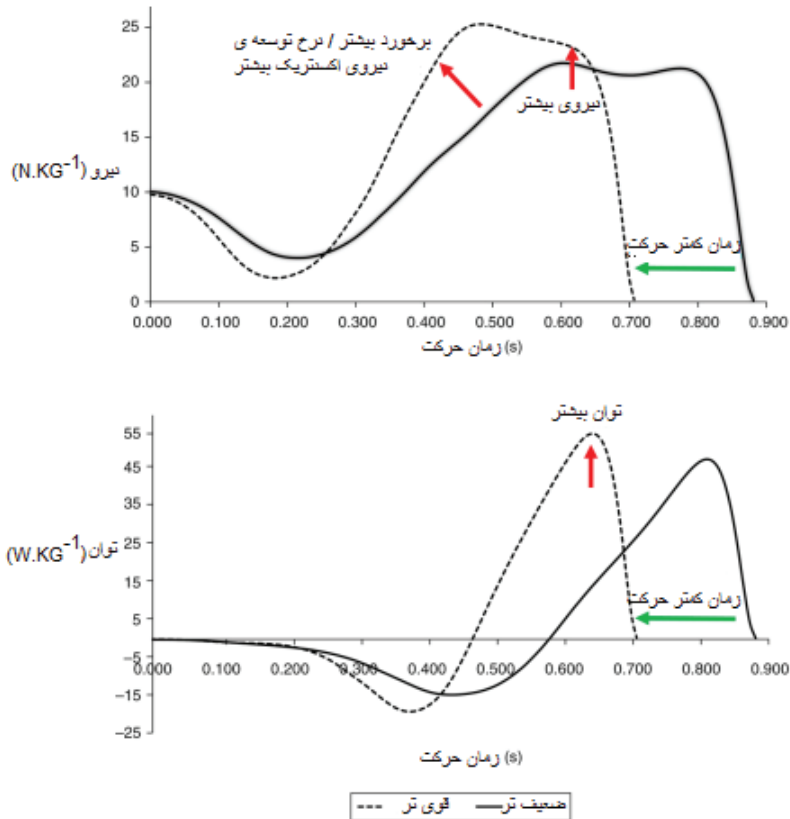 25
20
15
10
5
0
برخورد بیشتر / نرخ توسعه ی
نیروی اکستریک بیشتر
نیروی بیشتر
نیرو (N.KG-1)
زمان کمتر حرکت
0.000 0.100 0.200 0.300 0.400 0.500 0.600 0.700 0.800 0.900
زمان حرکت (s)
توان بیشتر
55
45
35
25
15
5
-5
-15
-25
توان (W.KG-1)
زمان کمتر حرکت
0.000 0.100 0.200 0.300 0.400 0.500 0.600 0.700 0.800 0.900
زمان حرکت (s)
قوی تر ضعیف تر